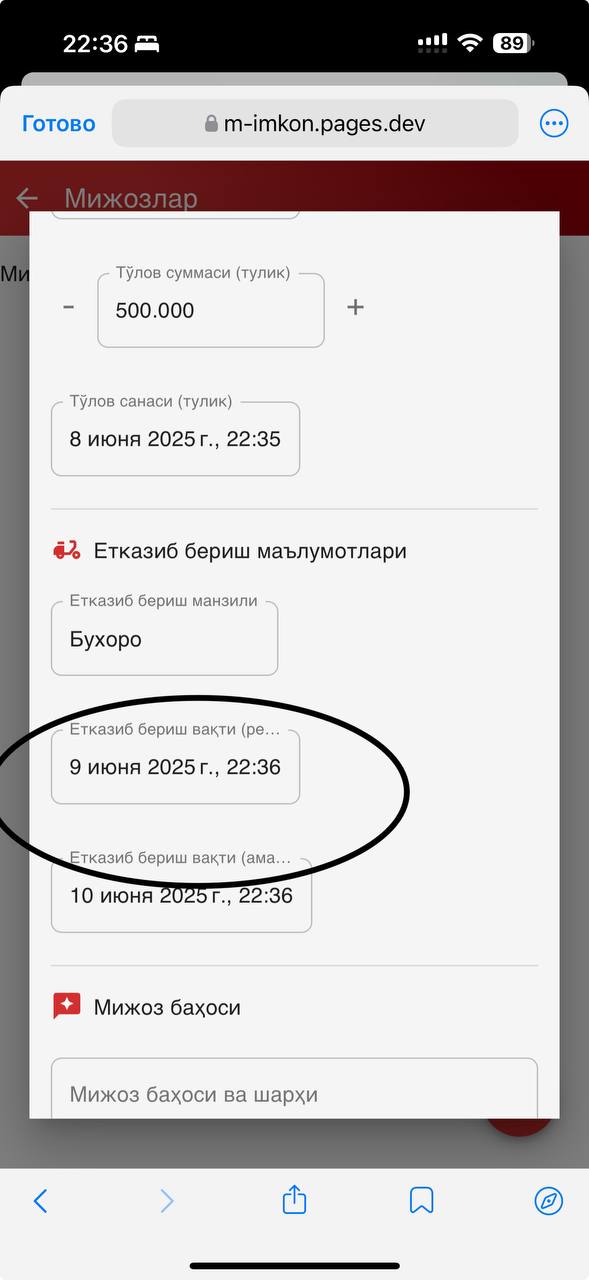 22:36
89
Готово
m-imkon.pages.dev
Мижозлар
Ми
Тўлов суммаси (тулик)
-
500.000
+
Тўлов санаси (тулик)
8 июня 2025 г., 22:35
Етказиб бериш маълумотлари
Етказиб бериш манзили
Бухоро
Етказиб бериш вақти (ре...
9 июня 2025 г., 22:36
Етказиб бериш вақти (ама...
10 июня 2025 г., 22:36
Мижоз баҳоси
Мижоз баҳоси ва шарҳи